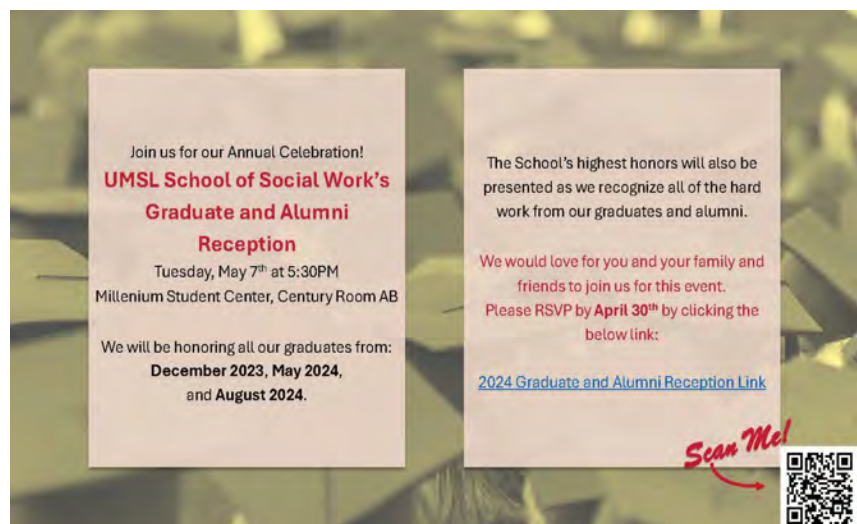 Join us for our Annual Celebration!
UMSL School of Social Work's
Graduate and Alumni
Reception
Tuesday, May 7th at 5:30PM
Millenium Student Center, Century Room AB
We will be honoring all our graduates from:
December 2023, May 2024,
and August 2024.
The School's highest honors will also be
presented as we recognize all of the hard
work from our graduates and alumni.
We would love for you and your family and
friends to join us for this event.
Please RSVP by April 30th by clicking the
below link:
2024 Graduate and Alumni Reception Link
Scan Me!